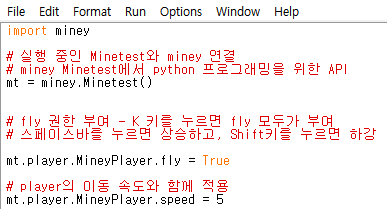 File Edit Format Run Options Window Help
import miney
# 실행 중인 Minetest와 miney 연결
# miney Minetest에서 python 프로그래밍을 위한 API
mt = miney.Minetest()
# fly 권한 부여 - K 키를 누르면 fly 모두가 부여
# 스페이스바를 누르면 상승하고, Shift키를 누르면 하강
mt.player.MineyPlayer.fly = True
# player의 이동 속도와 함께 적용
mt.player.MineyPlayer.speed = 5